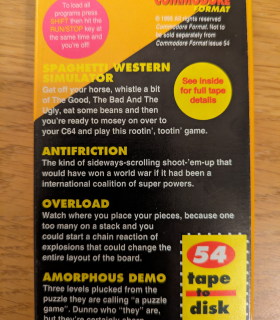 To load all
programs press
SHIFT then hit the
RUN/STOP key at
the same time and
you're off!
COMMODORE
FORMAT
All rights reserved
Commodore Format. Not to
be sold separately from
Commodore Format issue 54
SPAGHETTI WESTERN
SIMULATOR
Get off your horse, whistle a bit
of The Good, The Bad And The
Ugly, eat some beans and then
you're ready to mosey on over to
your C64 and play this rootin', tootin' game.
See inside
for full tape
details
ANTIFRICTION
The kind of sideways-scrolling shoot-'em-up that
would have won a world war if it had been a
international coalition of super powers.
OVERLOAD
Watch where you place your pieces, because one
too many on a stack and you
could start a chain reaction of
explosions that could change the
entire layout of the board.
AMORPHOUS DEMO
Three levels plucked from the
puzzle they are calling "a puzzle
game". Dunno who "they" are,
but they're certainly
54
tape
to
disk